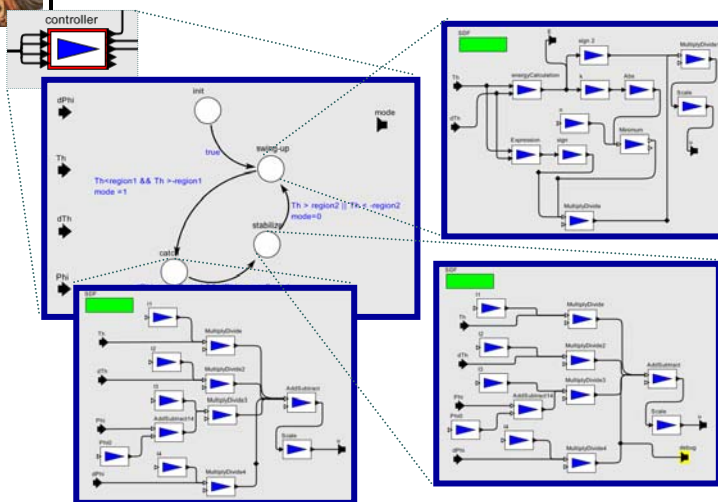 controller
dPhi
Th
dTh
Phi
init
true
swing-up
mode
Th<region1 && Th >-region1
mode =1
Th > region2 || Th < -region2
mode=0
stabilize
catch
SDF
E
sign 2
MultiplyDivide
Th
energyCalculation
k
Abs
Scale
dTh
n
Minimum
Expression
sign
v
MultiplyDivide
SDF
Th
MultiplyDivide
I2
dTh
MultiplyDivide2
I3
AddSubtract
MultiplyDivide3
Phi
AddSubtract14
Phi0
Scale
v
I4
dPhi
MultiplyDivide4
SDF
I1
MultiplyDivide
Th
I2
MultiplyDivide2
dTh
AddSubtract
I3
MultiplyDivide3
Phi
AddSubtract14
Phi0
Scale
v
I4
debug
dPhi
MultiplyDivide4